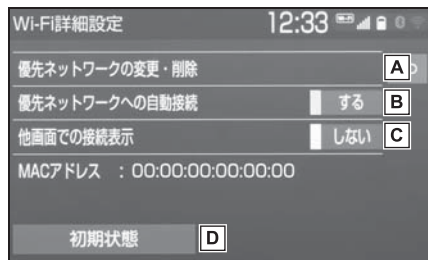 Wi-Fi詳細設定 12:33
優先ネットワークの変更・削除 A
優先ネットワークへの自動接続 する B
他画面での接続表示 しない C
MACアドレス : 00:00:00:00:00:00
初期状態 D